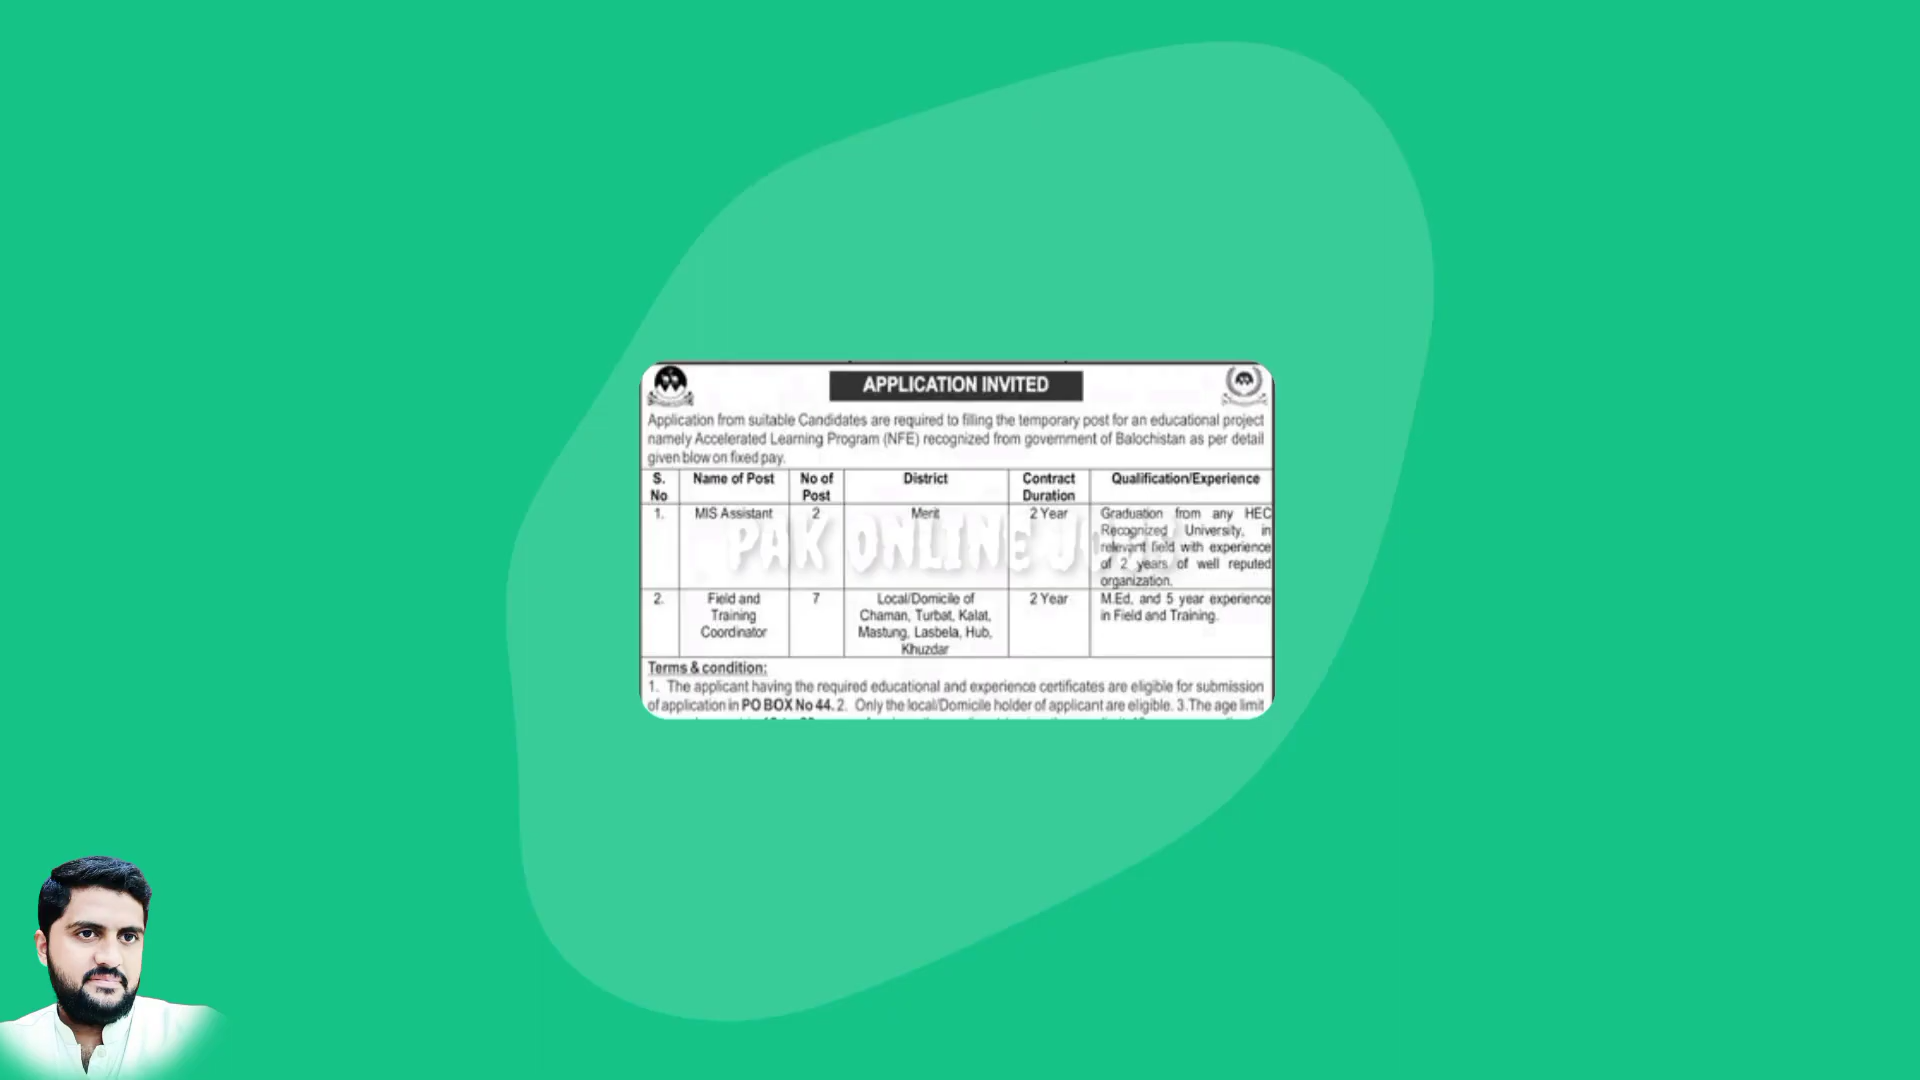 APPLICATION INVITED
Application from suitable Candidates are required to filling the temporary post for an educational project
namely Accelerated Learning Program (NFE) recognized from government of Balochistan as per detail
given blow on fixed pay.
S. No | Name of Post | No of Post | District | Contract Duration | Qualification/Experience
1. | MIS Assistant | 2 | Merit | 2 Year | Graduation from any HEC
Recognized University, in
relevant field with experience
of 2 years of well reputed
organization.
2. | Field and Training Coordinator | 7 | Local/Domicile of Chaman, Turbat, Kalat, Mastung, Lasbela, Hub, Khuzdar | 2 Year | M.Ed, and 5 year experience
in Field and Training.
PAK ONLINE
Terms & condition:
1. The applicant having the required educational and experience certificates are eligible for submission
of application in PO BOX No 44. 2. Only the local/Domicile holder of applicant are eligible. 3.The age limit